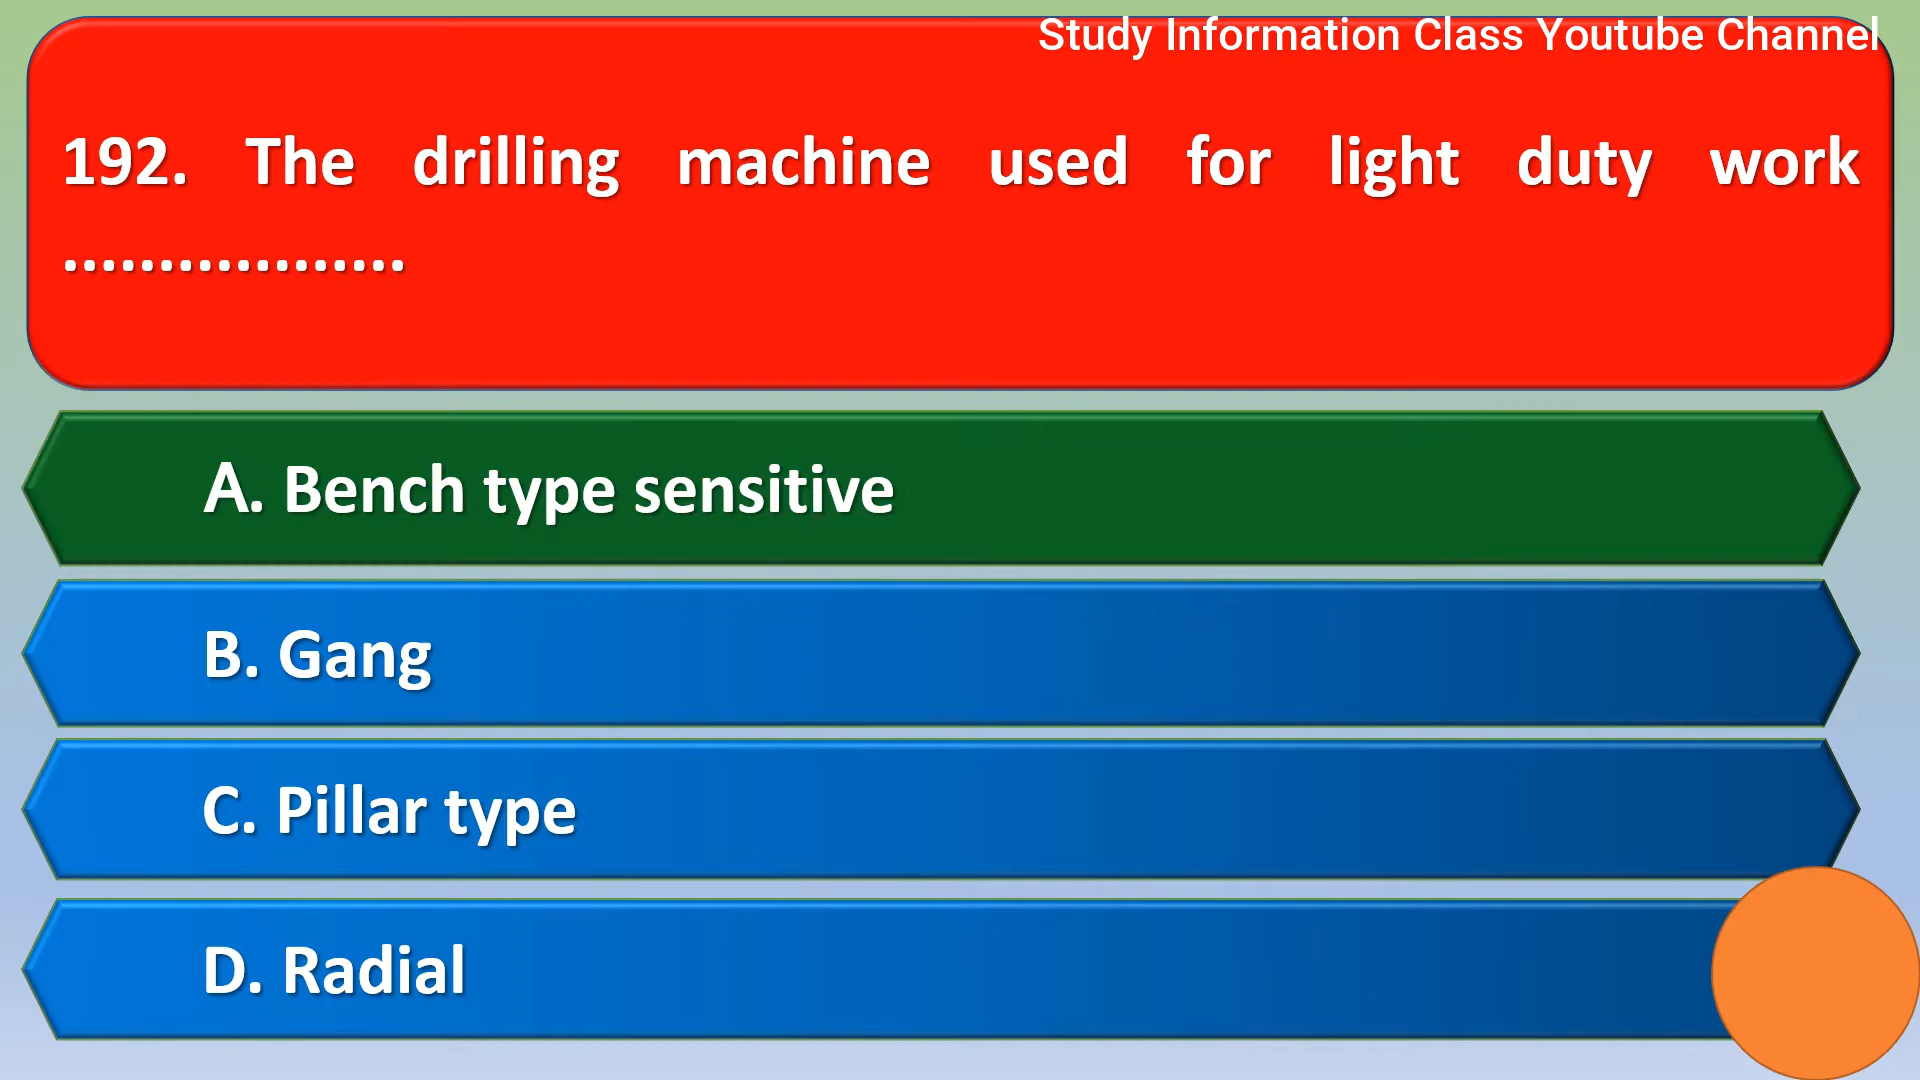 Study Information Class Youtube Channel
192. The drilling machine used for light duty work
..................
A. Bench type sensitive
B. Gang
C. Pillar type
D. Radial